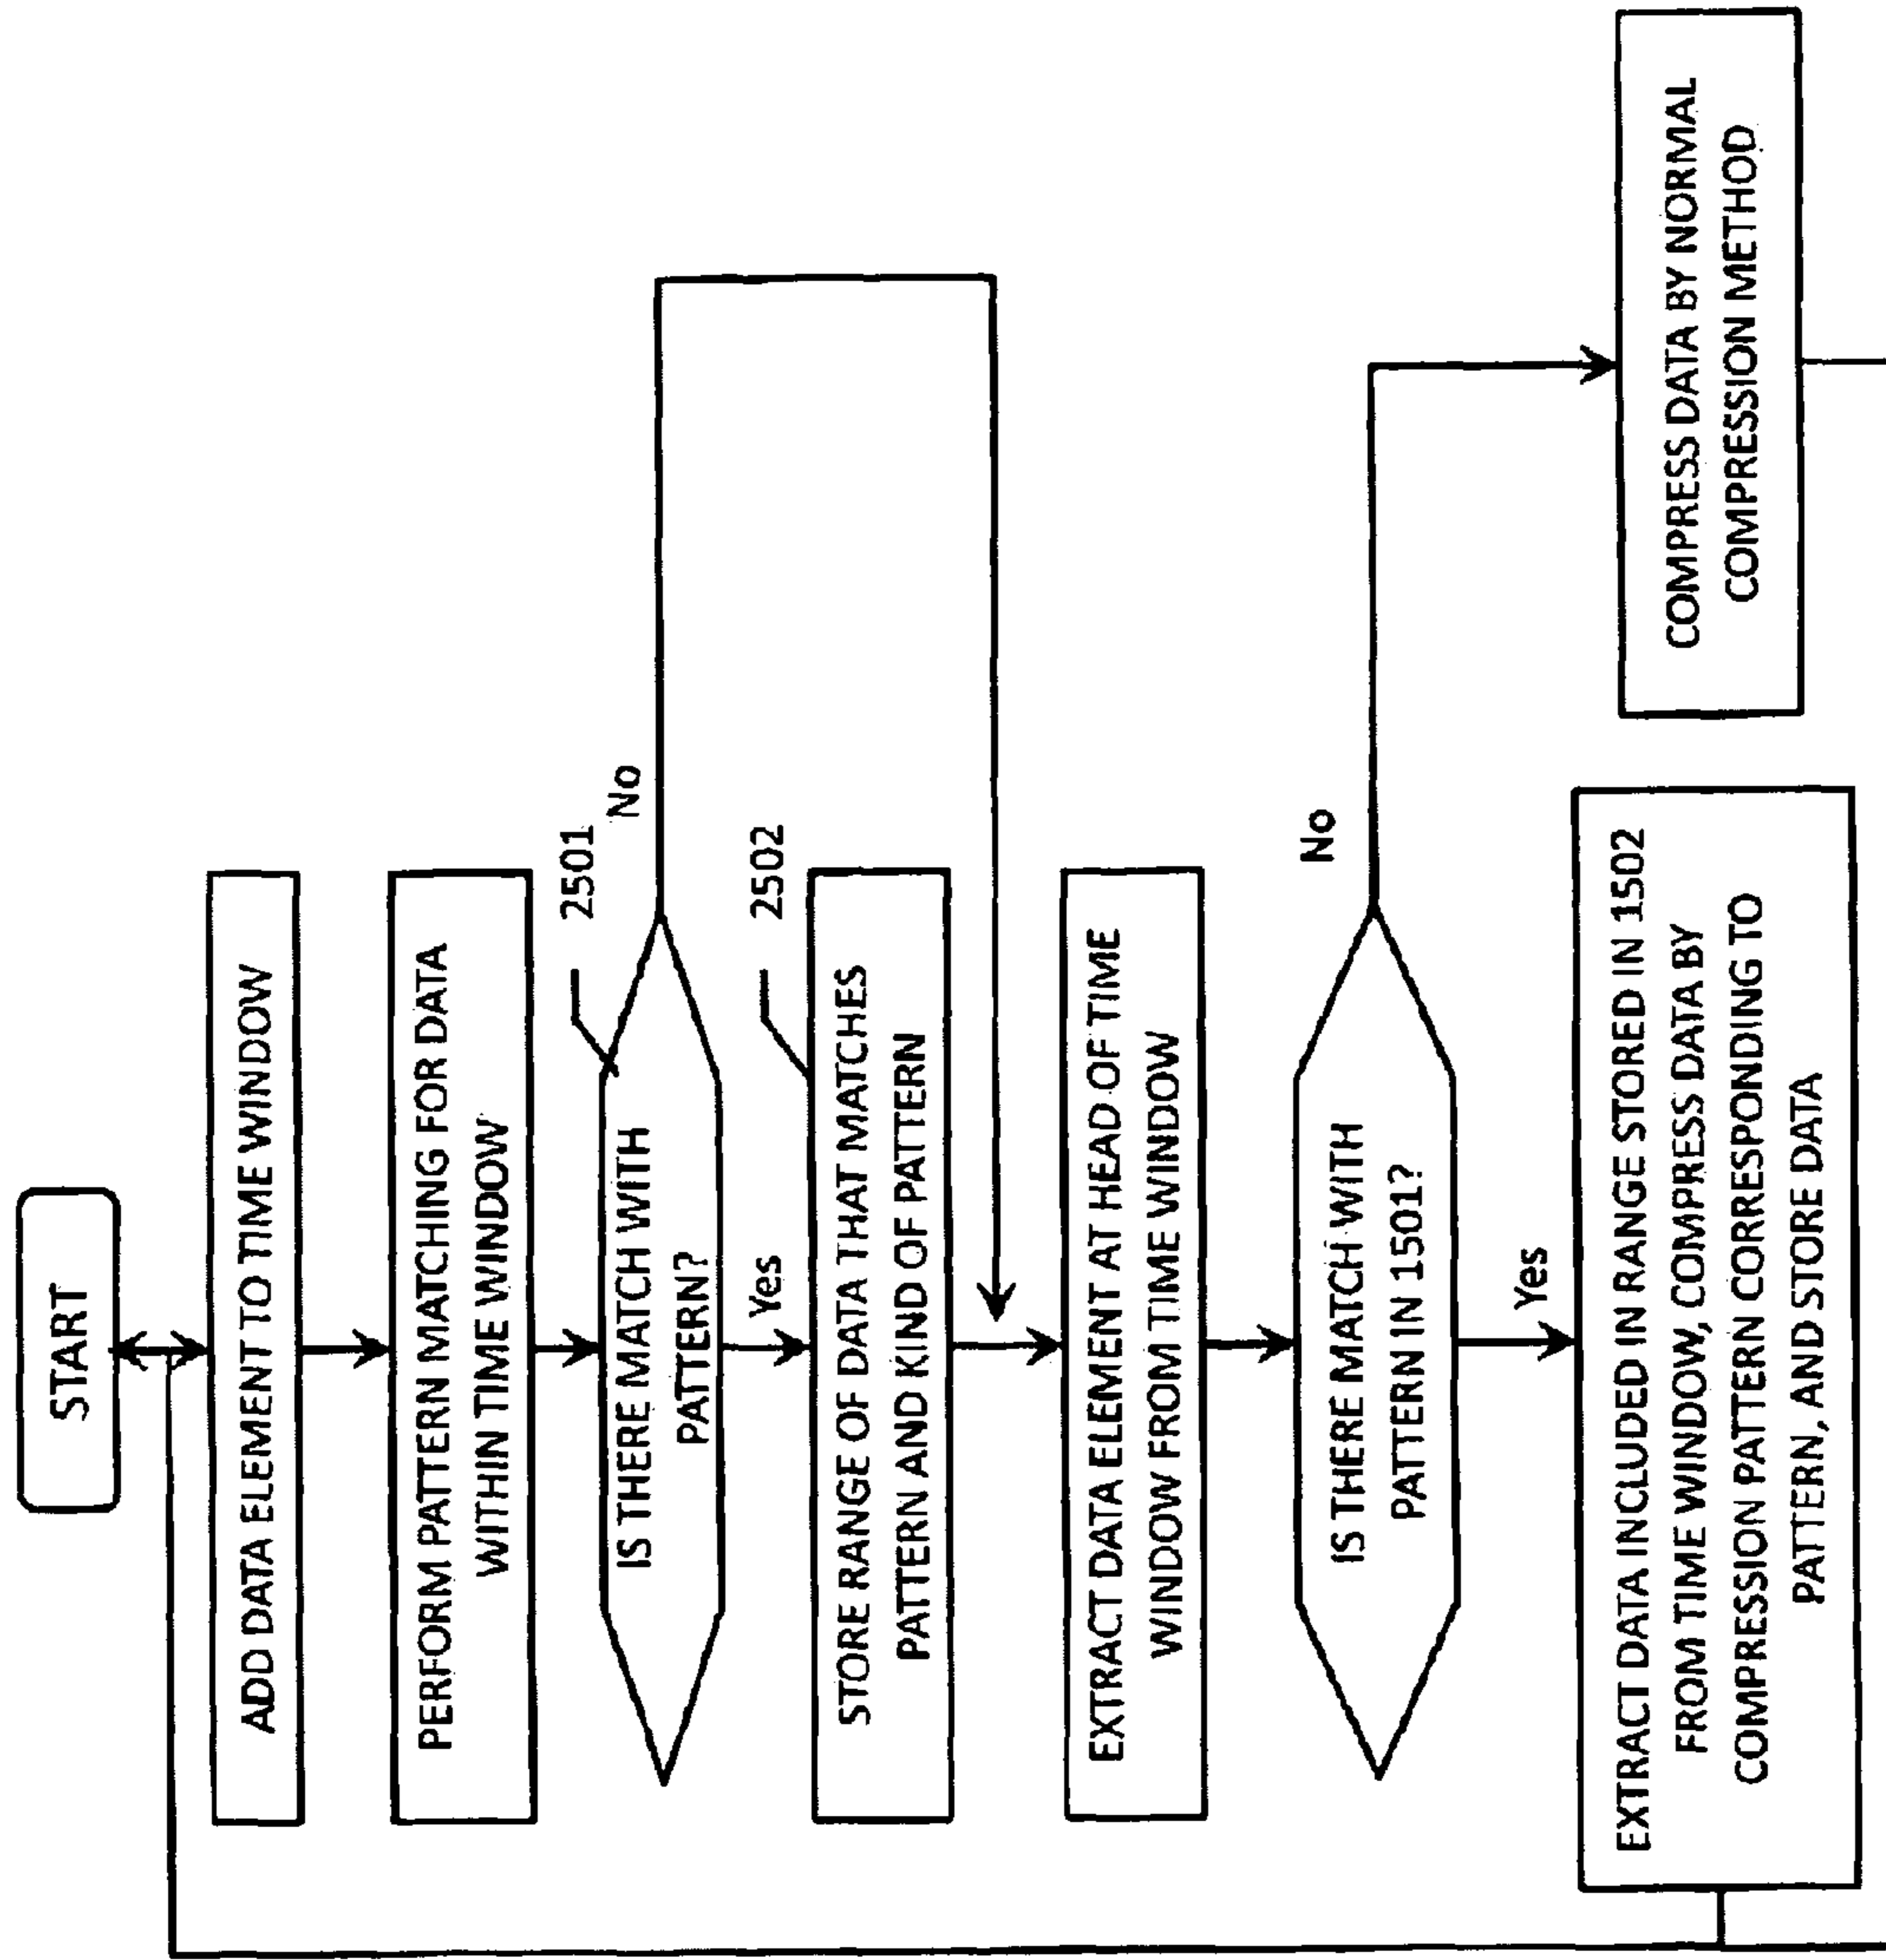 START
ADD DATA ELEMENT TO TIME WINDOW
PERFORM PATTERN MATCHING FOR DATA
WITHIN TIME WINDOW
2501
IS THERE MATCH WITH
PATTERN?
No
Yes
2502
STORE RANGE OF DATA THAT MATCHES
PATTERN AND KIND OF PATTERN
EXTRACT DATA ELEMENT AT HEAD OF TIME
WINDOW FROM TIME WINDOW
IS THERE MATCH WITH
PATTERN IN 1501?
No
Yes
EXTRACT DATA INCLUDED IN RANGE STORED IN 1502
FROM TIME WINDOW, COMPRESS DATA BY
COMPRESSION PATTERN CORRESPONDING TO
PATTERN, AND STORE DATA
COMPRESS DATA BY NORMAL
COMPRESSION METHOD